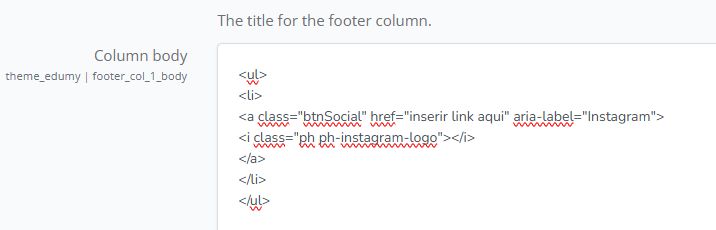 The title for the footer column.
Column body
theme_edumy | footer_col_1_body
<ul>
<li>
<a class="btnSocial" href="inserir link aqui" aria-label="Instagram">
<i class="ph ph-instagram-logo"></i>
</a>
</li>
</ul>